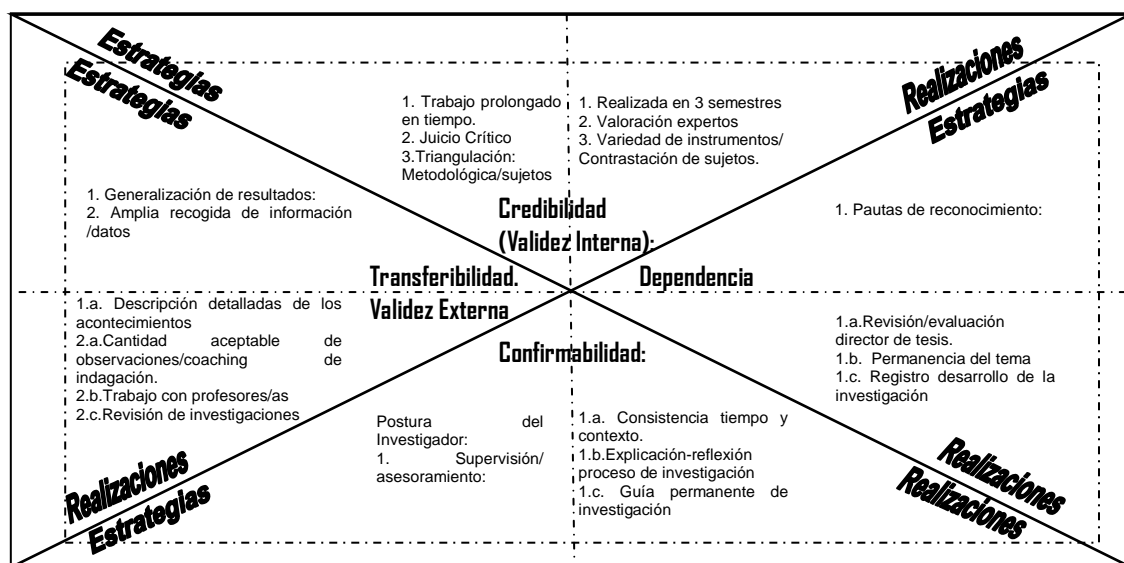 Estrategias
Estrategias
Realizaciones
Estrategias
1. Trabajo prolongado
en tiempo.
2. Juicio Crítico
3.Triangulación:
Metodológica/sujetos
1. Realizada en 3 semestres
2. Valoración expertos
3. Variedad de instrumentos/
Contrastación de sujetos.
1. Generalización de resultados:
2. Amplia recogida de información
/datos
Credibilidad
(Validez Interna):
1. Pautas de reconocimiento:
Transferibilidad.
Validez Externa
Dependencia
1.a. Descripción detalladas de los
acontecimientos
2.a.Cantidad aceptable de
observaciones/coaching de
indagación.
2.b.Trabajo con profesores/as
2.c.Revisión de investigaciones
Confirmabilidad:
1.a.Revisión/evaluación
director de tesis.
1.b. Permanencia del tema
1.c. Registro desarrollo de la
investigación
Postura del
Investigador:
1. Supervisión/
asesoramiento:
1.a. Consistencia tiempo y
contexto.
1.b.Explicación-reflexión
proceso de investigación
1.c. Guía permanente de
investigación
Realizaciones
Estrategias
Realizaciones
Realizaciones